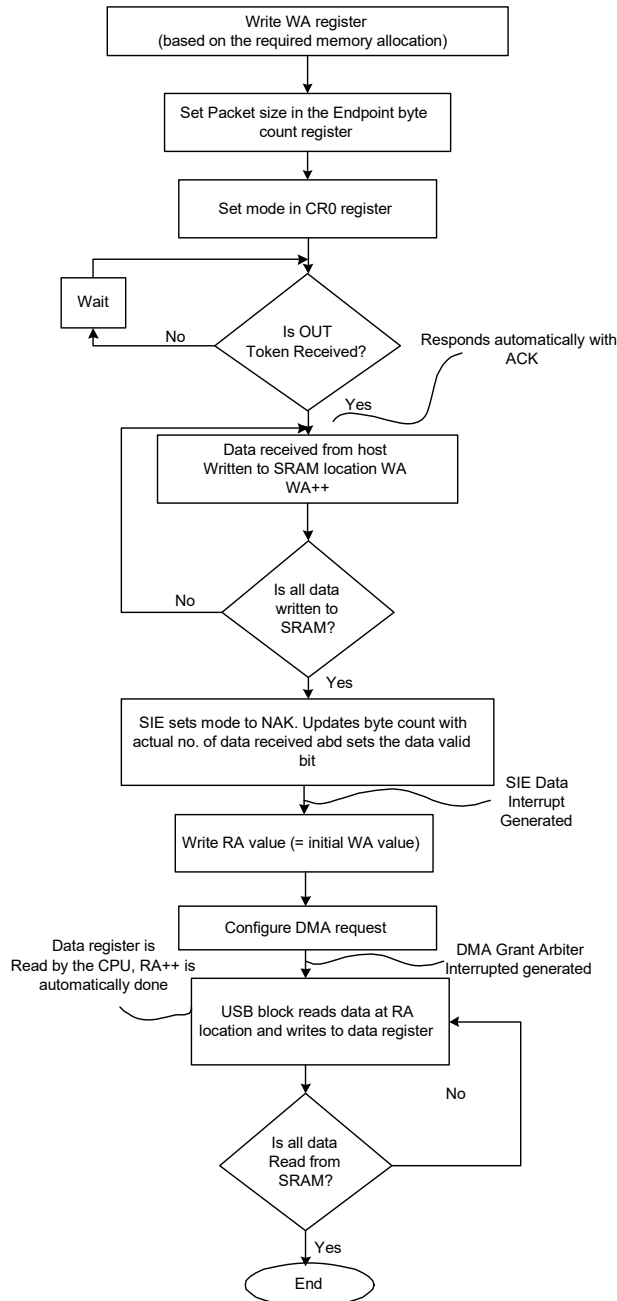 Write WA register
(based on the required memory allocation)
Set Packet size in the Endpoint byte
count register
Set mode in CR0 register
Wait
No
Is OUT
Token Received?
Responds automatically with
ACK
Yes
Data received from host
Written to SRAM location WA
WA++
No
Is all data
written to
SRAM?
Yes
SIE sets mode to NAK. Updates byte count with
actual no. of data received abd sets the data valid
bit
SIE Data
Interrupt
Generated
Write RA value (= initial WA value)
Configure DMA request
Data register is
Read by the CPU, RA++ is
automatically done
DMA Grant Arbiter
Interrupted generated
USB block reads data at RA
location and writes to data register
No
Is all data
Read from
SRAM?
Yes
End